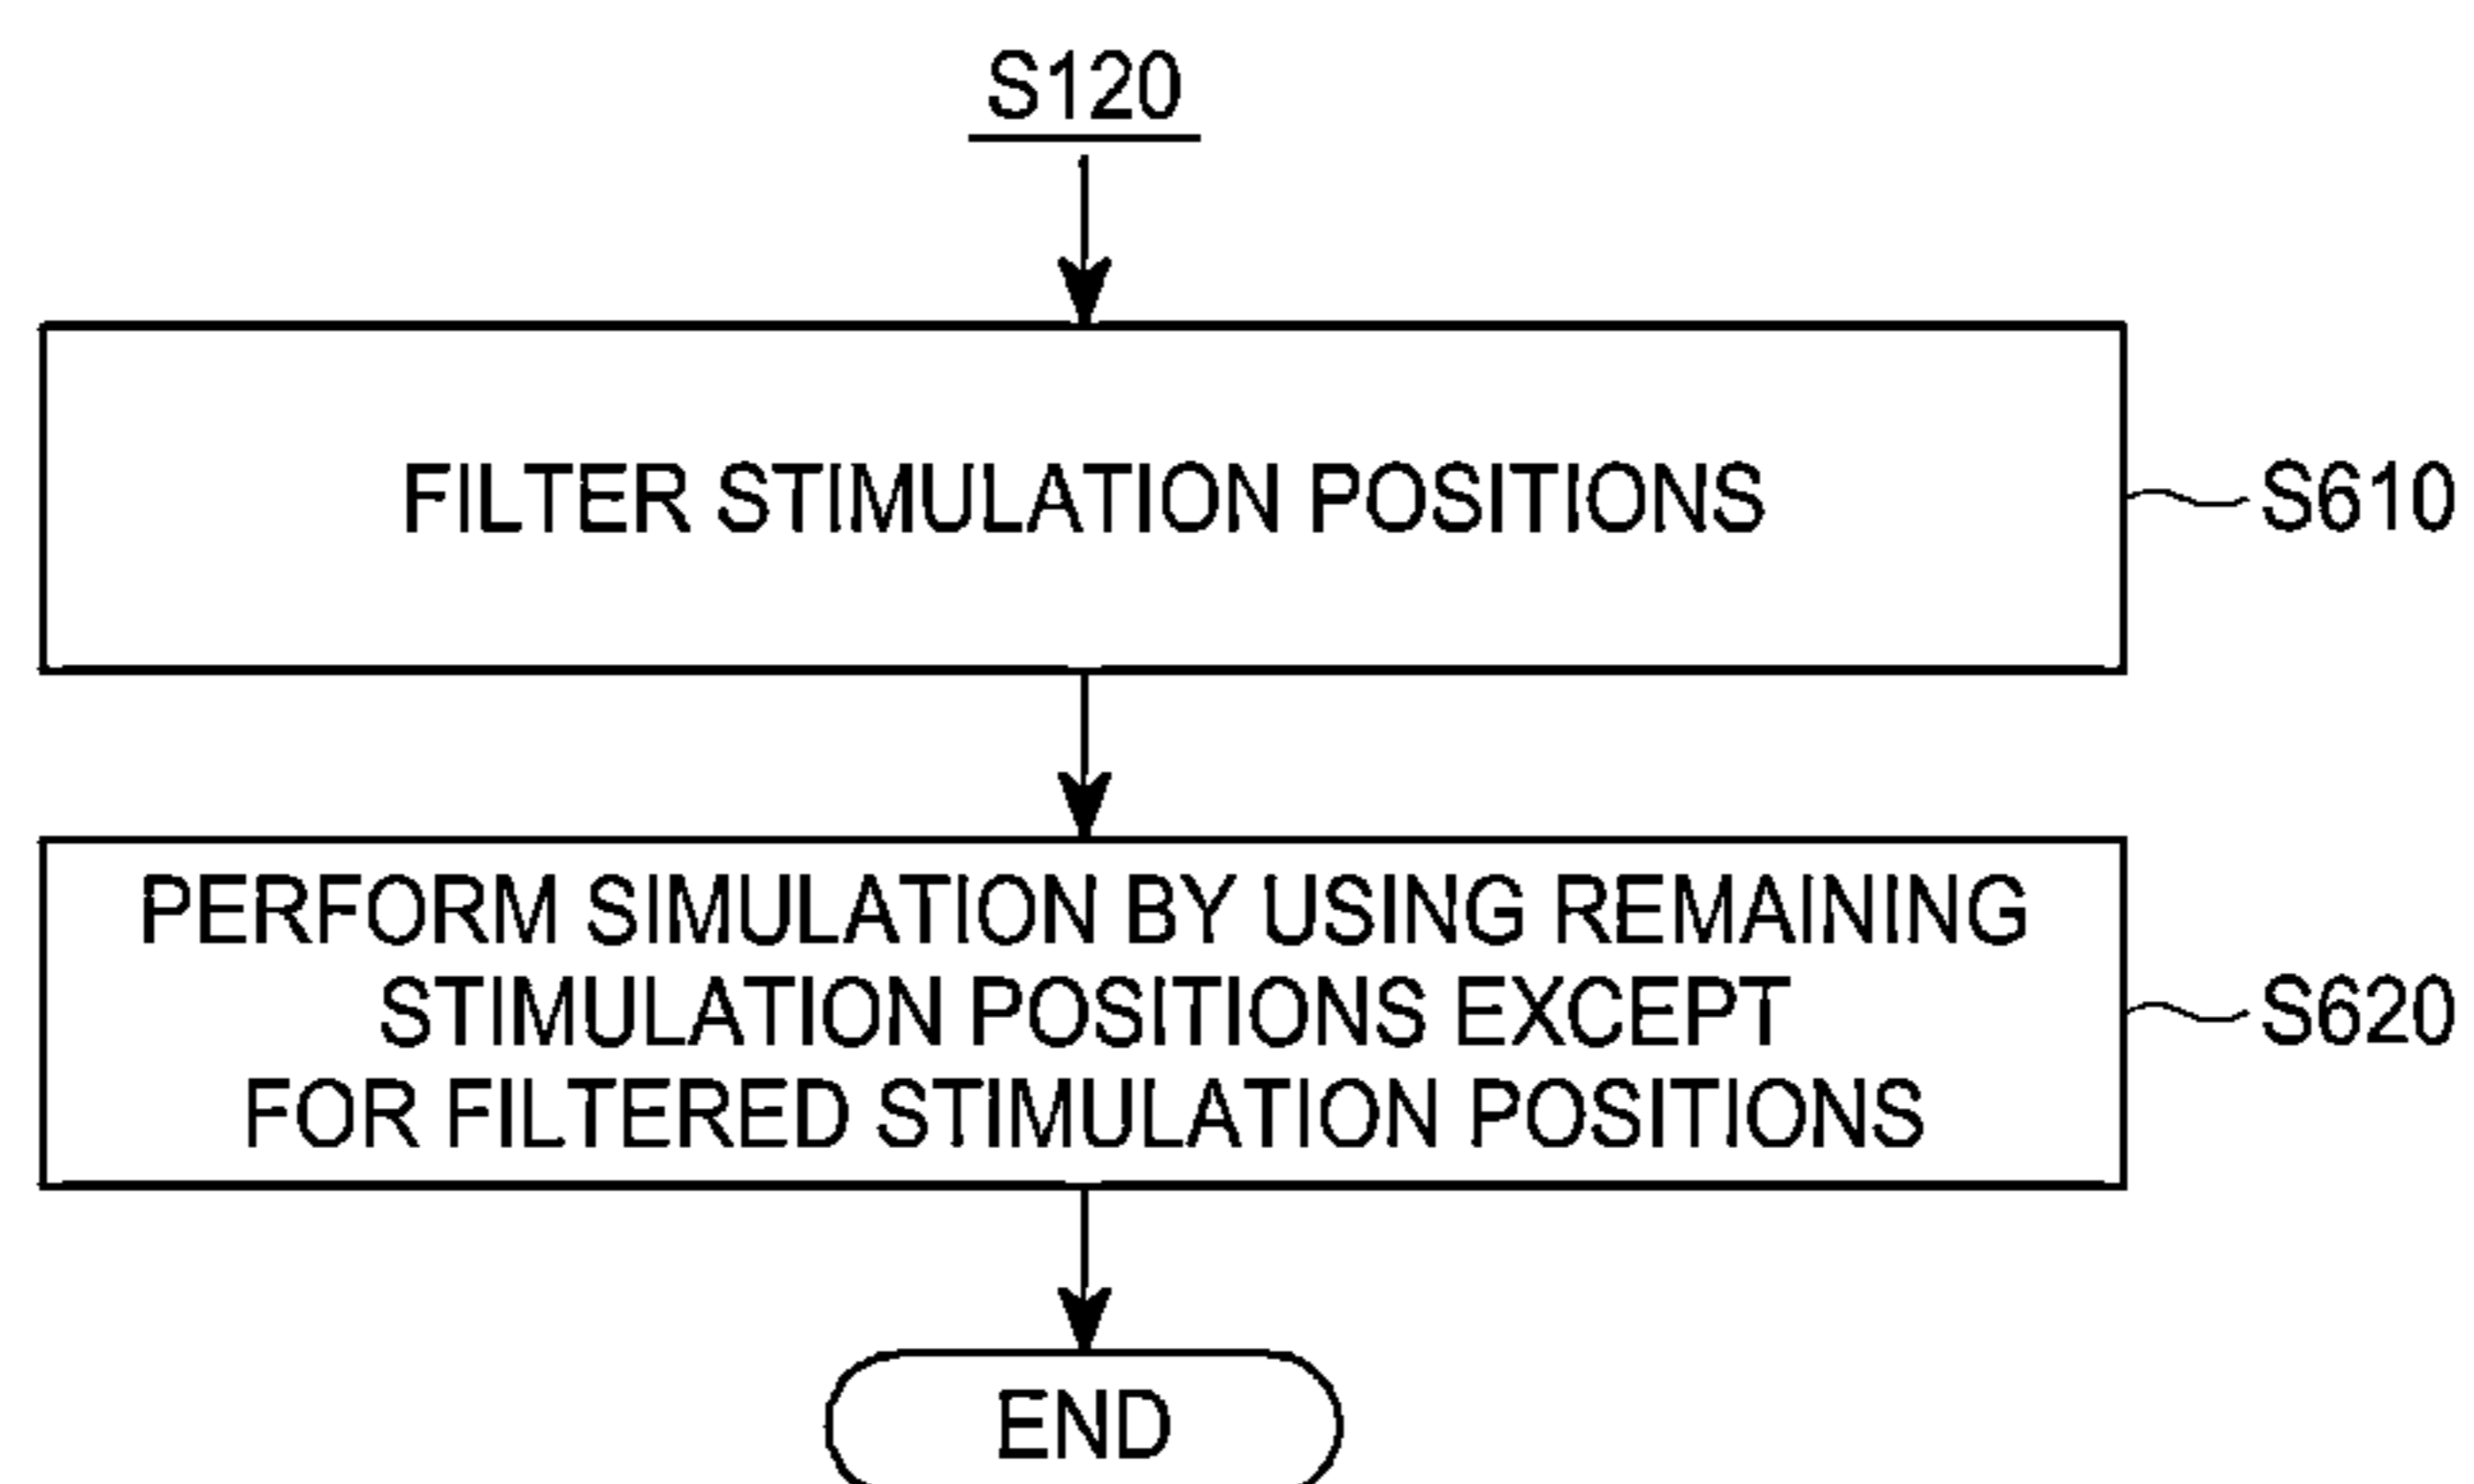 S120
FILTER STIMULATION POSITIONS
S610
PERFORM SIMULATION BY USING REMAINING
STIMULATION POSITIONS EXCEPT
FOR FILTERED STIMULATION POSITIONS
S620
END